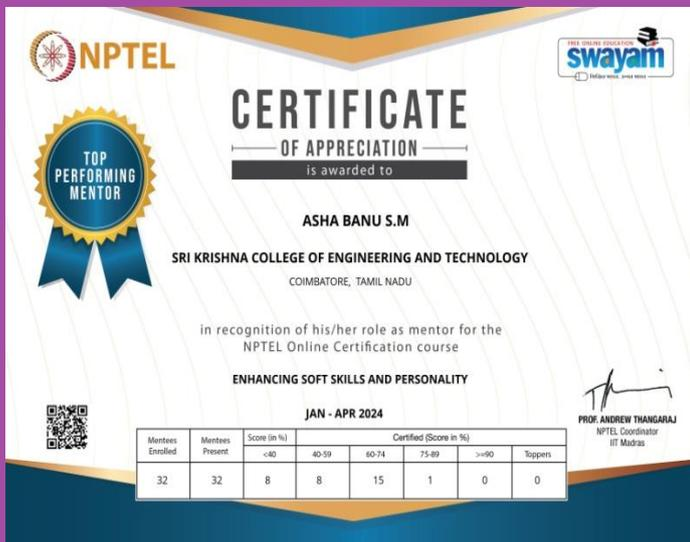 NPTEL
FREE ONLINE EDUCATION
swayam
CERTIFICATE
OF APPRECIATION
is awarded to
TOP
PERFORMING
MENTOR
ASHA BANU S.M
SRI KRISHNA COLLEGE OF ENGINEERING AND TECHNOLOGY
COIMBATORE, TAMIL NADU
in recognition of his/her role as mentor for the
NPTEL Online Certification course
ENHANCING SOFT SKILLS AND PERSONALITY
JAN - APR 2024
PROF. ANDREW THANGARAJ
NPTEL Coordinator
IIT Madras
Mentees Enrolled Mentees Present Score (in %) Certified (Score in %)
<40 40-59 60-74 75-89 >=90 Toppers
32 32 8 8 15 1 0 0